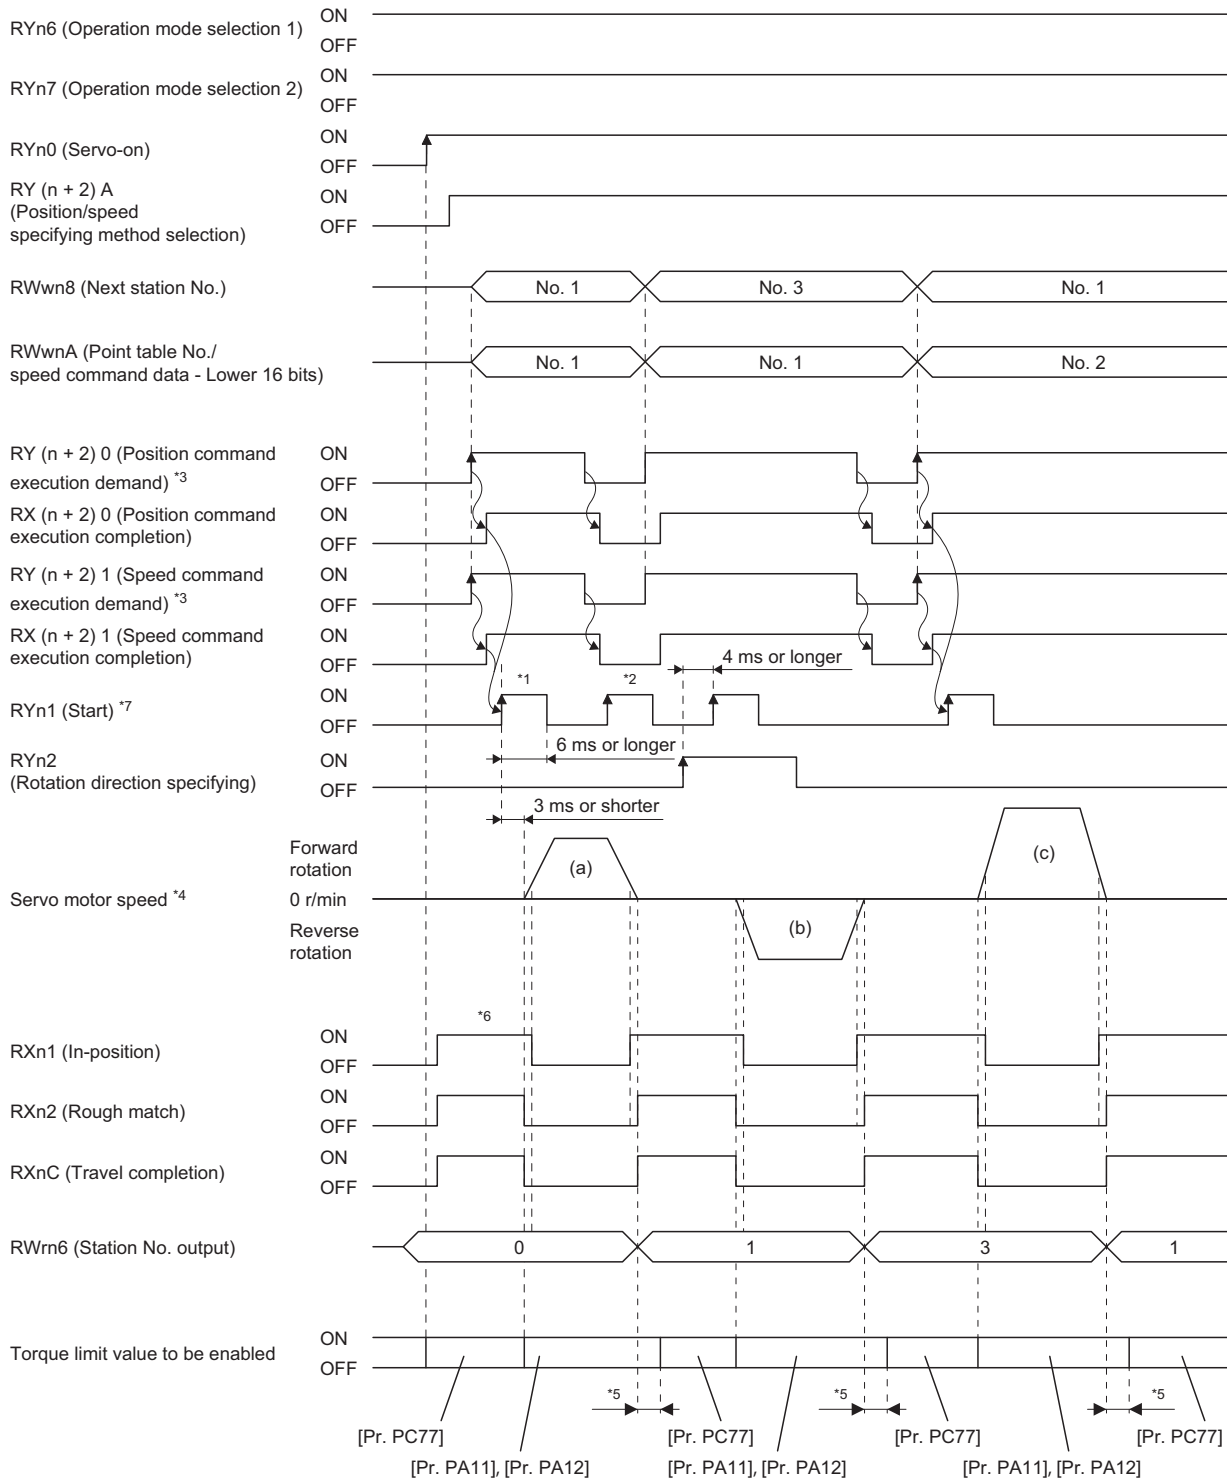 RYn6 (Operation mode selection 1)
ON
OFF
RYn7 (Operation mode selection 2)
ON
OFF
RYn0 (Servo-on)
ON
OFF
RY (n + 2) A
(Position/speed
specifying method selection)
ON
OFF
RWwn8 (Next station No.)
No. 1
No. 3
No. 1
RWwnA (Point table No./
speed command data - Lower 16 bits)
No. 1
No. 1
No. 2
RY (n + 2) 0 (Position command
execution demand) *3
ON
OFF
RX (n + 2) 0 (Position command
execution completion)
ON
OFF
RY (n + 2) 1 (Speed command
execution demand) *3
ON
OFF
RX (n + 2) 1 (Speed command
execution completion)
ON
OFF
4 ms or longer
RYn1 (Start) *7
ON
OFF
*1
*2
6 ms or longer
RYn2
(Rotation direction specifying)
ON
OFF
3 ms or shorter
Servo motor speed *4
Forward
rotation
0 r/min
Reverse
rotation
(a)
(b)
(c)
RXn1 (In-position)
ON
OFF
*6
RXn2 (Rough match)
ON
OFF
RXnC (Travel completion)
ON
OFF
RWrn6 (Station No. output)
0
1
3
1
Torque limit value to be enabled
ON
OFF
*5
*5
*5
[Pr. PC77]
[Pr. PC77]
[Pr. PC77]
[Pr. PC77]
[Pr. PA11], [Pr. PA12]
[Pr. PA11], [Pr. PA12]
[Pr. PA11], [Pr. PA12]